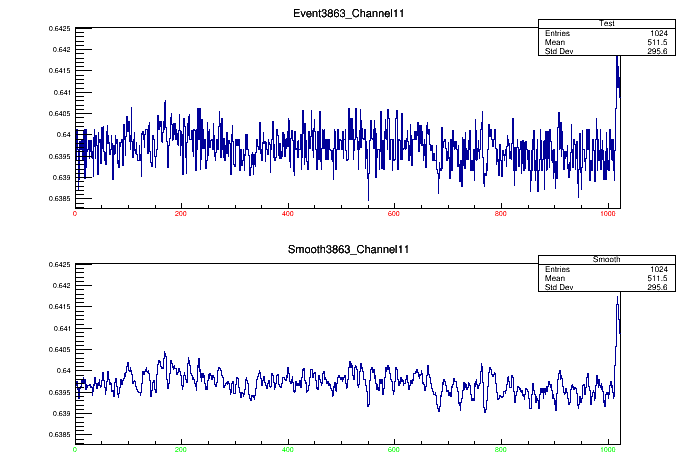 Event3863_Channel11
Test
Entries 1024
Mean 511.5
Std Dev 295.6
0.6425
0.642
0.6415
0.641
0.6405
0.64
0.6395
0.639
0.6385
0 200 400 600 800 1000
Smooth3863_Channel11
Smooth
Entries 1024
Mean 511.5
Std Dev 295.6
0.6425
0.642
0.6415
0.641
0.6405
0.64
0.6395
0.639
0.6385
0 200 400 600 800 1000